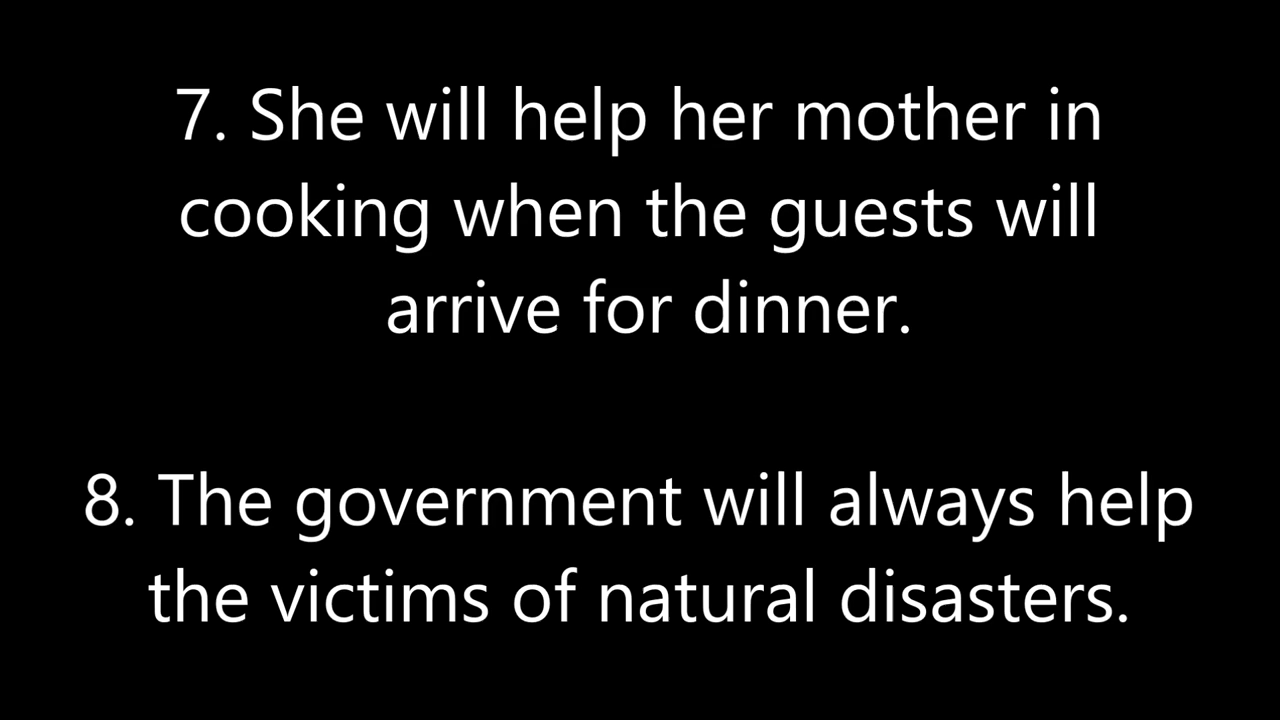 7. She will help her mother in
cooking when the guests will
arrive for dinner.
8. The government will always help
the victims of natural disasters.